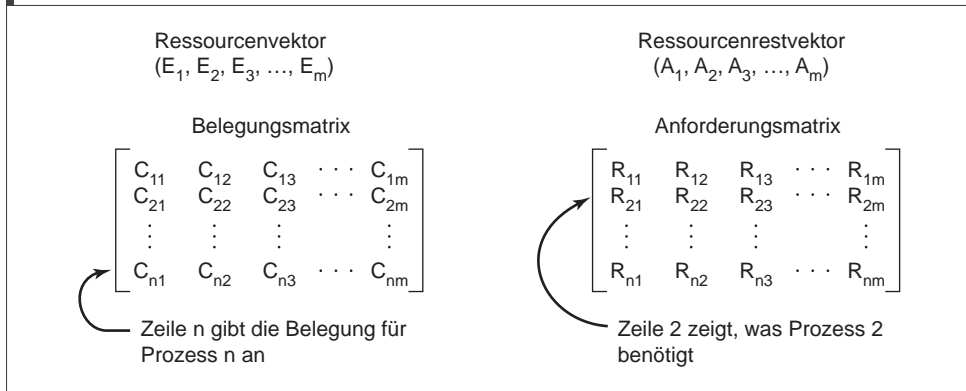 Ressourcenvektor
(E1, E2, E3, …, Em)
Ressourcenrestvektor
(A1, A2, A3, …, Am)
Belegungsmatrix
C11 C12 C13 ··· C1m
C21 C22 C23 ··· C2m
⋮ ⋮ ⋮ ⋮
Cn1 Cn2 Cn3 ··· Cnm
Zeile n gibt die Belegung für
Prozess n an
Anforderungsmatrix
R11 R12 R13 ··· R1m
R21 R22 R23 ··· R2m
⋮ ⋮ ⋮ ⋮
Rn1 Rn2 Rn3 ··· Rnm
Zeile 2 zeigt, was Prozess 2
benötigt